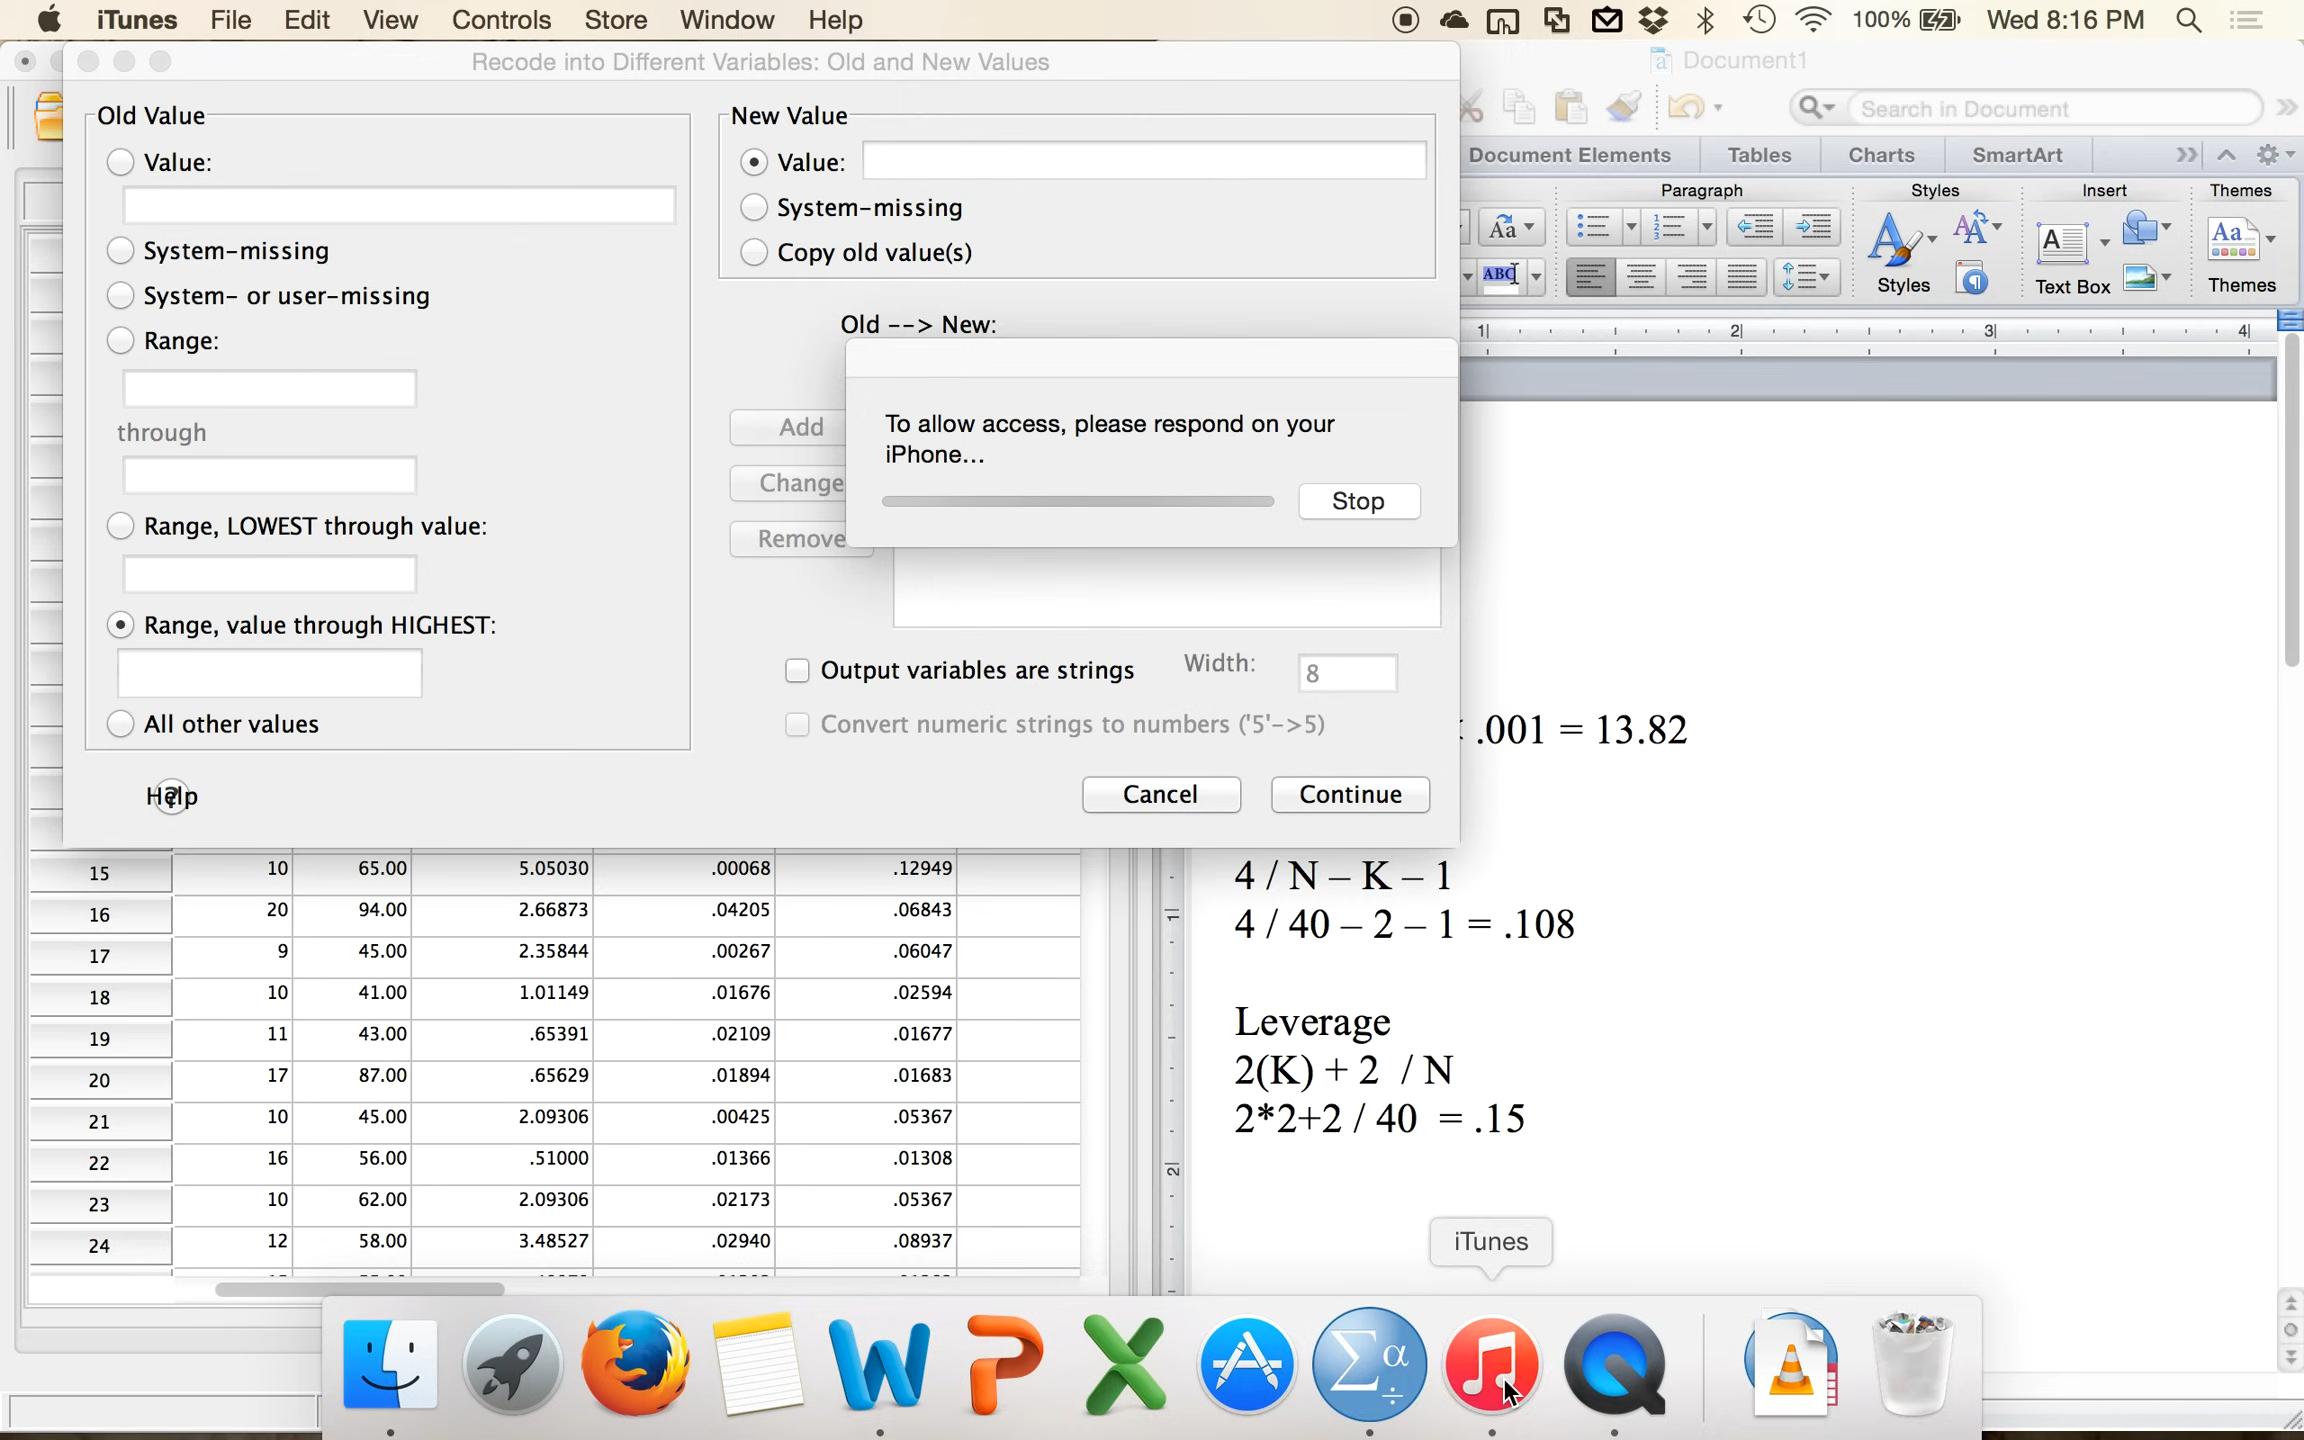 iTunes File Edit View Controls Store Window Help 100% Wed 8:16 PM
Recode into Different Variables: Old and New Values
Document1
Search in Document
Old Value
Value:
System-missing
System- or user-missing
Range:
through
Range, LOWEST through value:
Range, value through HIGHEST:
All other values
Help
New Value
Value:
System-missing
Copy old value(s)
Old --> New:
Add
Change
Remove
To allow access, please respond on your
iPhone...
Stop
Output variables are strings Width: 8
Convert numeric strings to numbers ('5'->5)
Cancel Continue
Document Elements Tables Charts SmartArt
Paragraph Styles Insert Themes
Aa
ABC
A
Aa
Styles Text Box Themes
1 2 3 4
.001 = 13.82
4 / N – K – 1
4 / 40 – 2 – 1 = .108
Leverage
2(K) + 2 / N
2*2+2 / 40 = .15
15 10 65.00 5.05030 .00068 .12949
16 20 94.00 2.66873 .04205 .06843
17 9 45.00 2.35844 .00267 .06047
18 10 41.00 1.01149 .01676 .02594
19 11 43.00 .65391 .02109 .01677
20 17 87.00 .65629 .01894 .01683
21 10 45.00 2.09306 .00425 .05367
22 16 56.00 .51000 .01366 .01308
23 10 62.00 2.09306 .02173 .05367
24 12 58.00 3.48527 .02940 .08937
1
2
iTunes